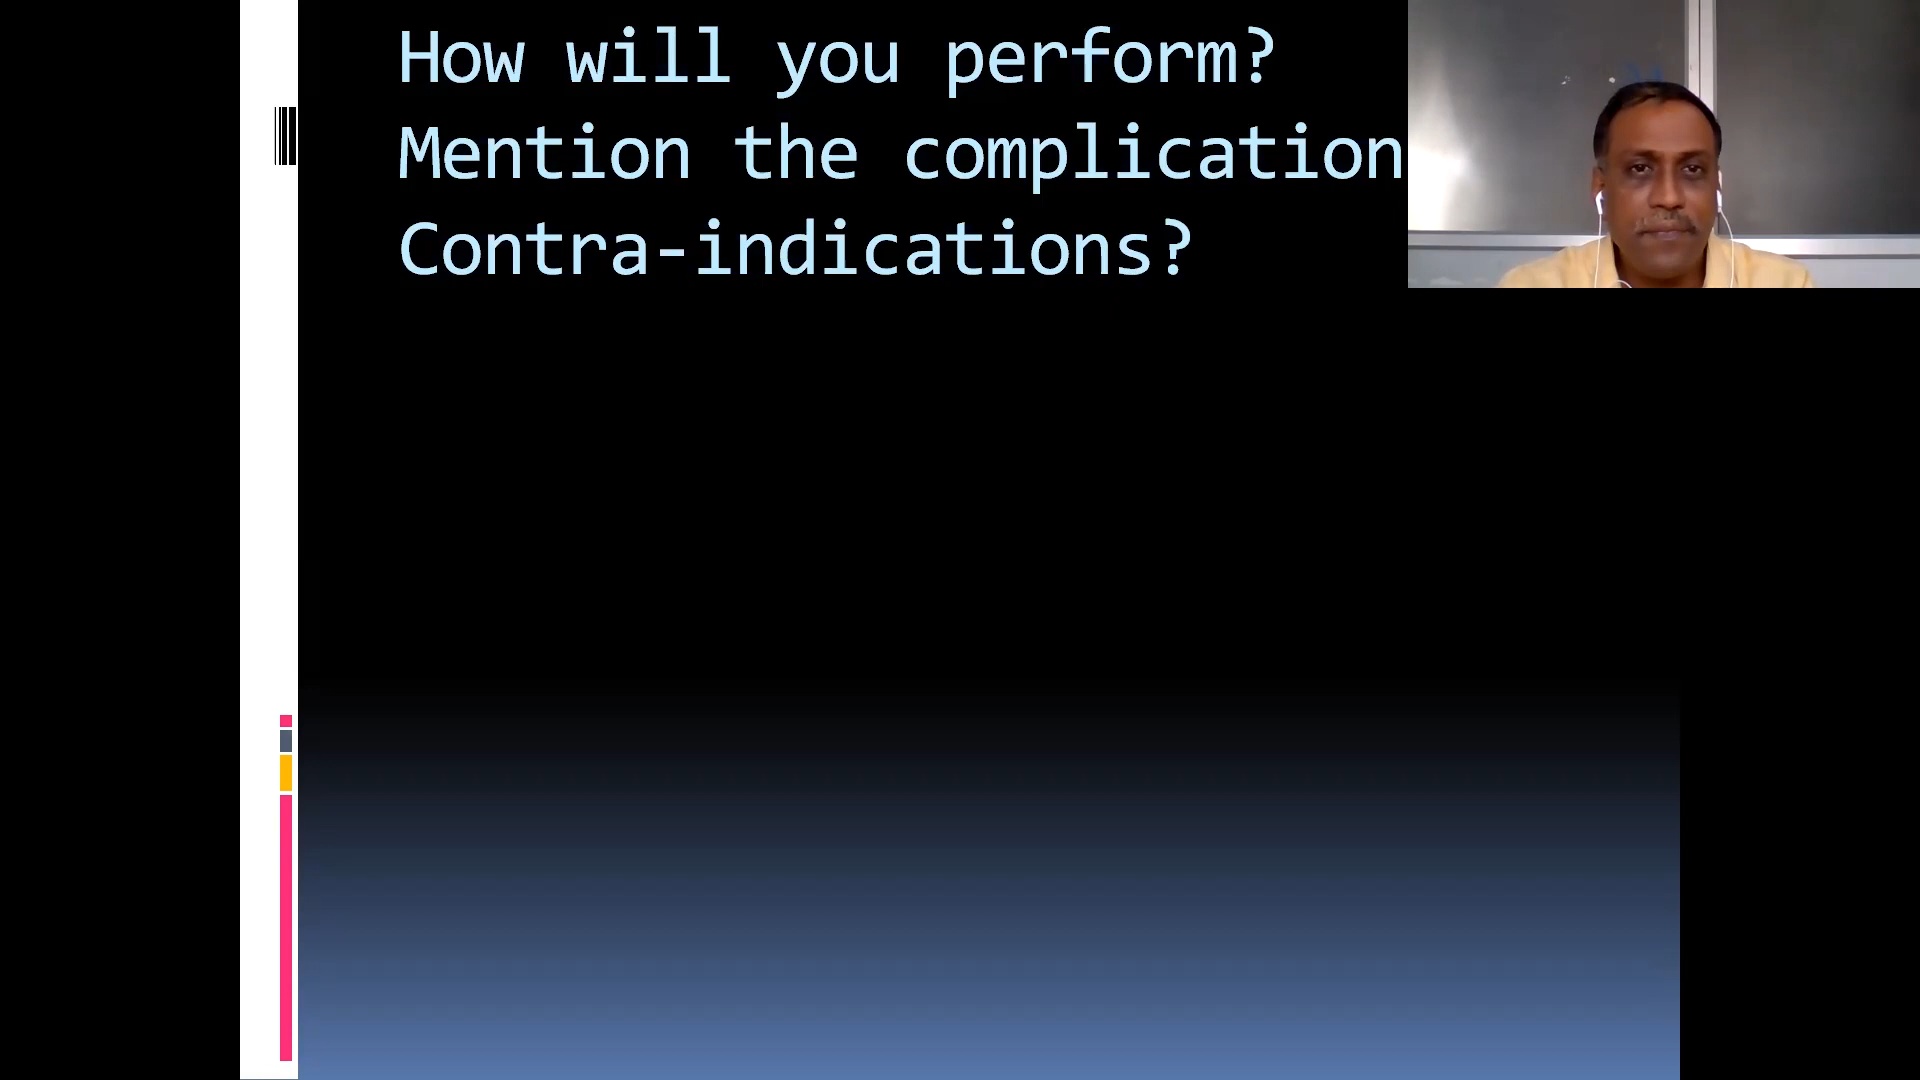 How will you perform?
Mention the complication
Contra-indications?